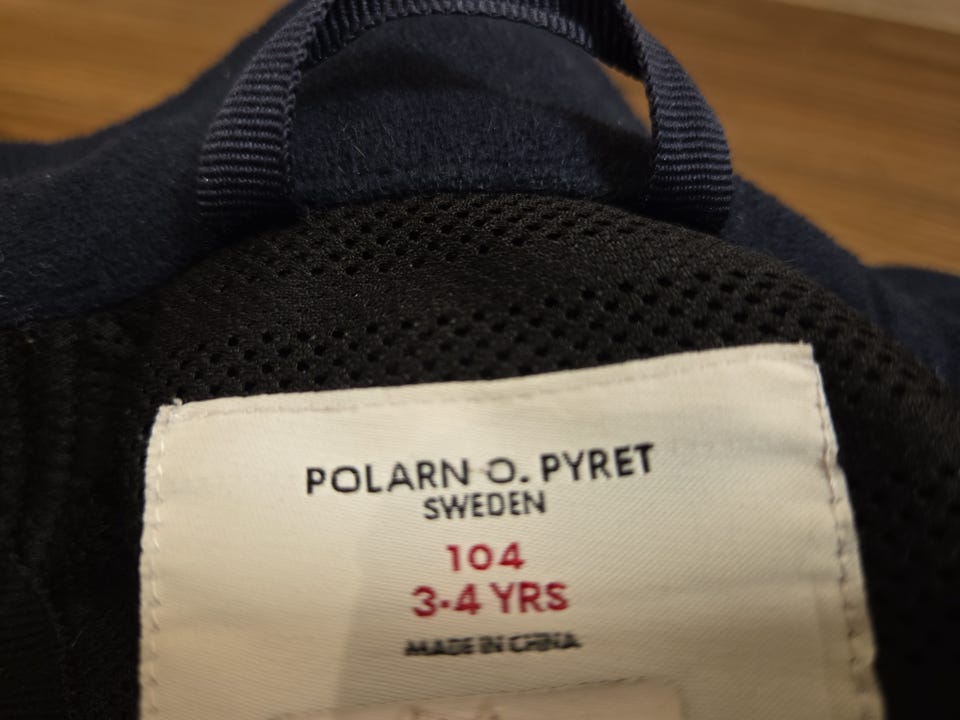 POLARN O. PYRET
SWEDEN
104
3-4 YRS
MADE IN CHINA